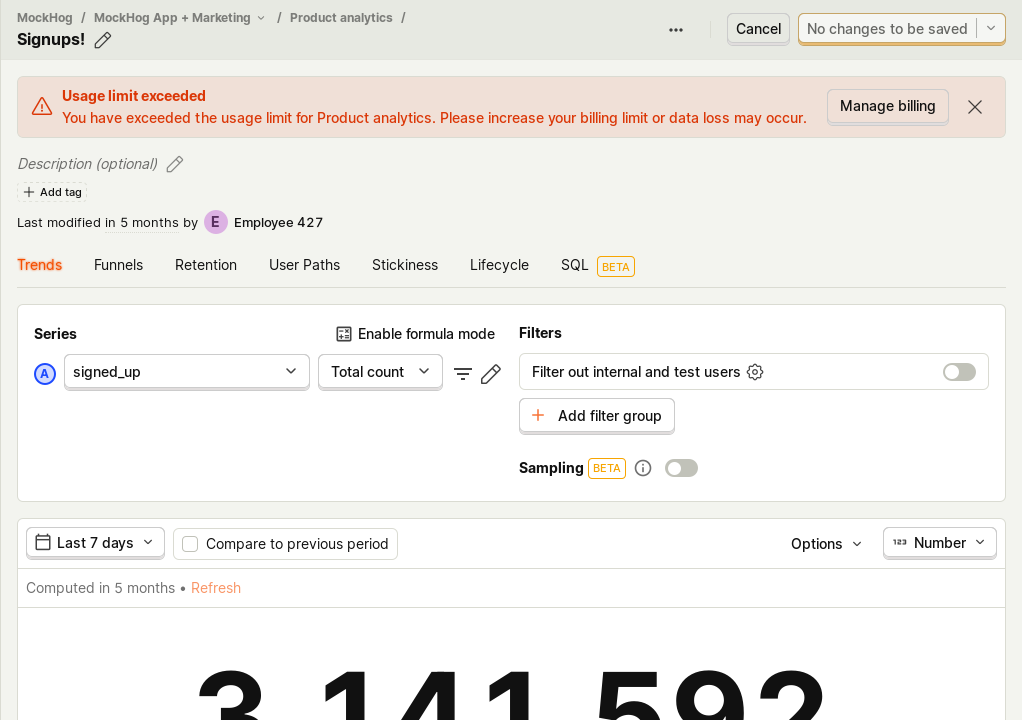 MockHog / MockHog App + Marketing / Product analytics /
Signups!
Cancel
No changes to be saved
Usage limit exceeded
You have exceeded the usage limit for Product analytics. Please increase your billing limit or data loss may occur.
Manage billing
Description (optional)
Add tag
Last modified in 5 months by E Employee 427
Trends Funnels Retention User Paths Stickiness Lifecycle SQL BETA
Series
Enable formula mode
A signed_up Total count
Filters
Filter out internal and test users
+ Add filter group
Sampling BETA
Last 7 days Compare to previous period Options 123 Number
Computed in 5 months • Refresh
3,141,592